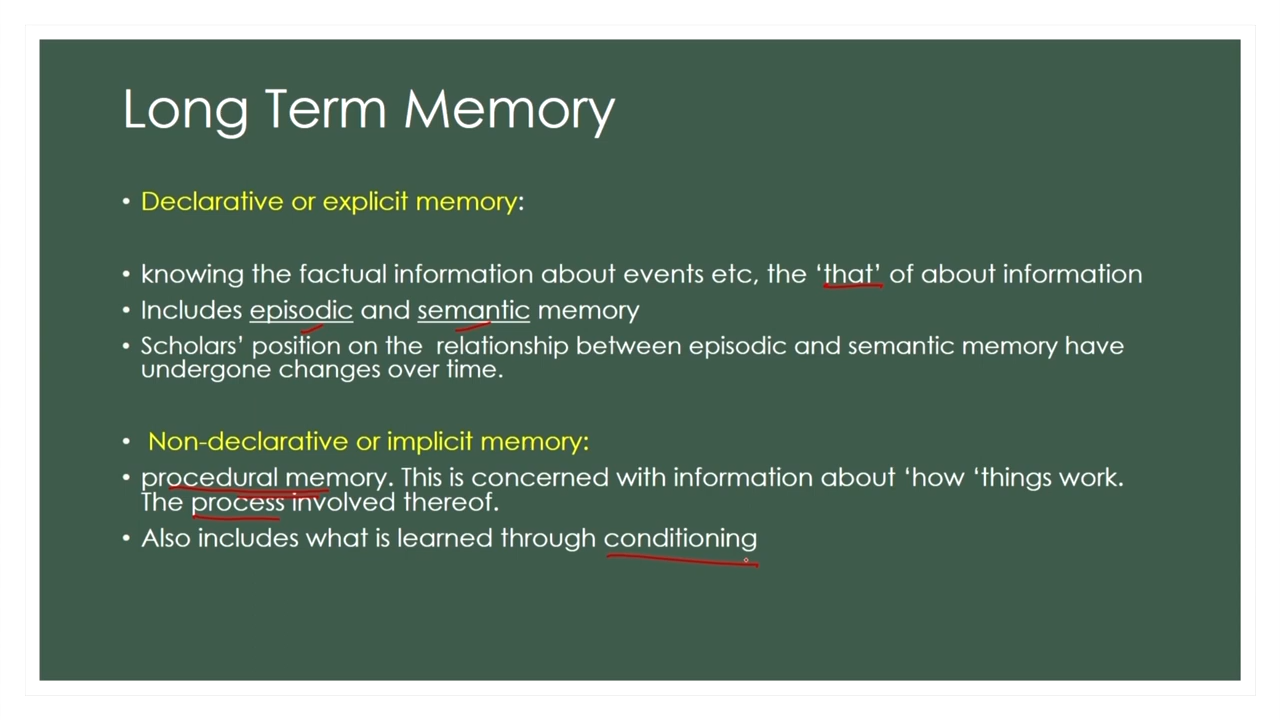 Long Term Memory
• Declarative or explicit memory:
• knowing the factual information about events etc, the ‘that’ of about information
• Includes episodic and semantic memory
• Scholars’ position on the relationship between episodic and semantic memory have
undergone changes over time.
• Non-declarative or implicit memory:
• procedural memory. This is concerned with information about ‘how ‘things work.
The process involved thereof.
• Also includes what is learned through conditioning